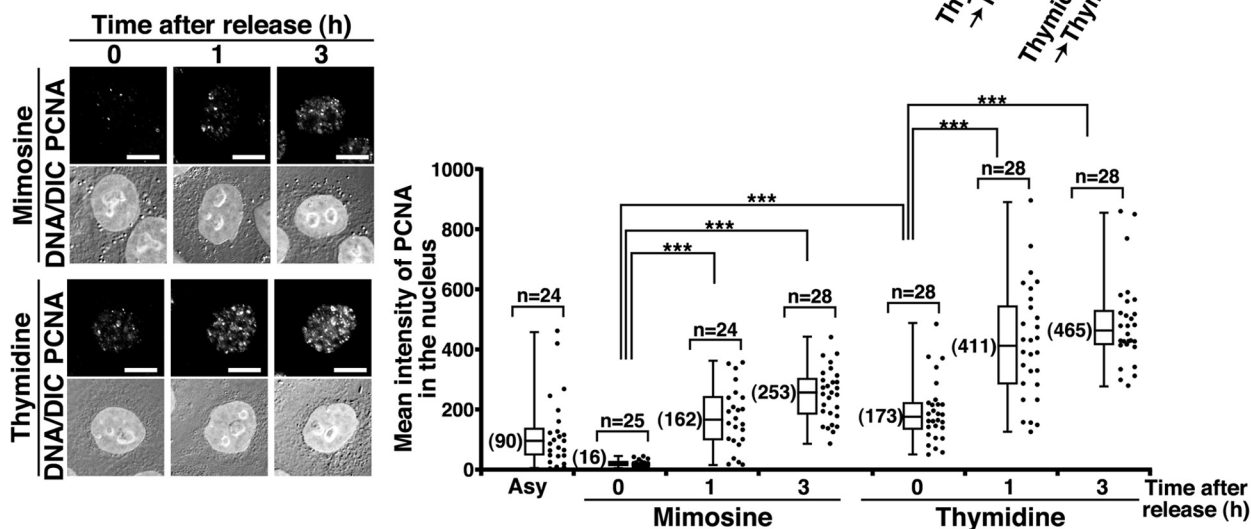 Time after release (h)
0 1 3
Mimosine
DNA/DIC PCNA
Thymidine
DNA/DIC PCNA
Thymid
Thym
Mean intensity of PCNA
in the nucleus
1000
800
600
400
200
0
***
***
***
***
***
n=24
n=25
n=24
n=28
n=28
n=28
n=28
(90)
(16)
(162)
(253)
(173)
(411)
(465)
Asy 0 1 3 0 1 3
Mimosine Thymidine
Time after
release (h)